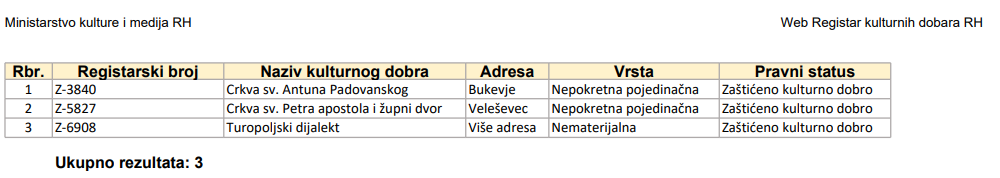 Ministarstvo kulture i medija RH Web Registar kulturnih dobara RH
Rbr. Registarski broj Naziv kulturnog dobra Adresa Vrsta Pravni status
1 Z-3840 Crkva sv. Antuna Padovanskog Bukevje Nepokretna pojedinačna Zaštićeno kulturno dobro
2 Z-5827 Crkva sv. Petra apostola i župni dvor Veleševec Nepokretna pojedinačna Zaštićeno kulturno dobro
3 Z-6908 Turopoljski dijalekt Više adresa Nematerijalna Zaštićeno kulturno dobro
Ukupno rezultata: 3